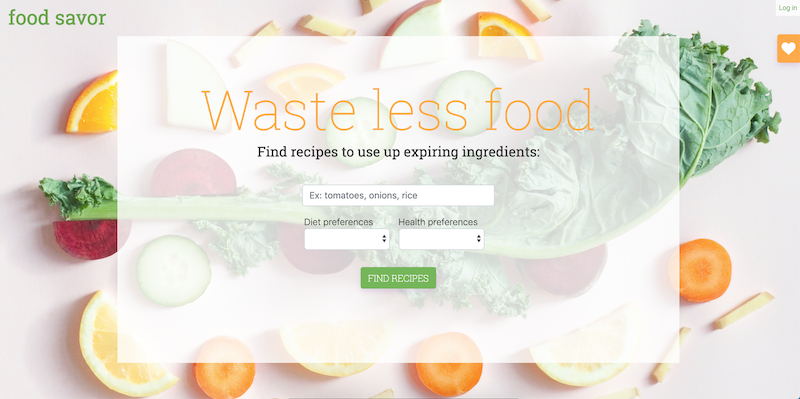 food savor
Log in
Waste less food
Find recipes to use up expiring ingredients:
Ex: tomatoes, onions, rice
Diet preferences
Health preferences
FIND RECIPES